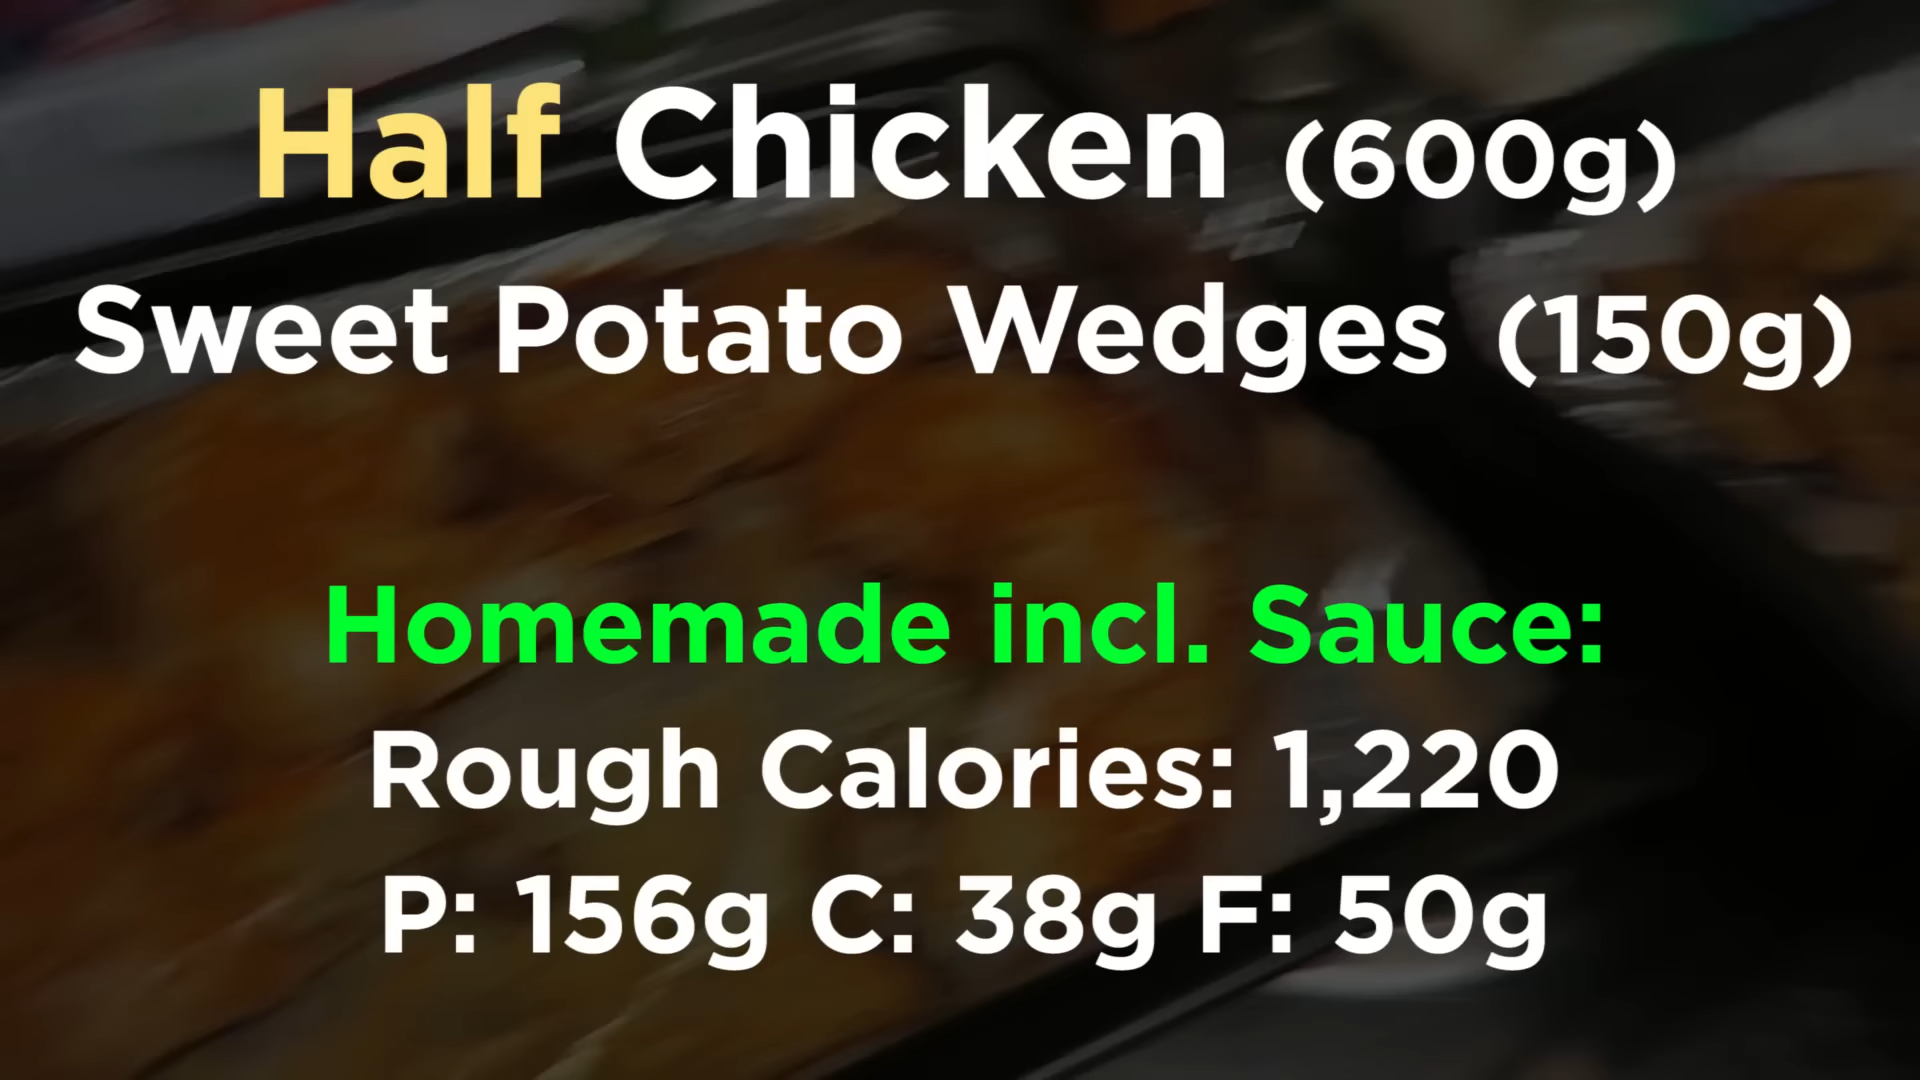 Half Chicken (600g)
Sweet Potato Wedges (150g)
Homemade incl. Sauce:
Rough Calories: 1,220
P: 156g C: 38g F: 50g